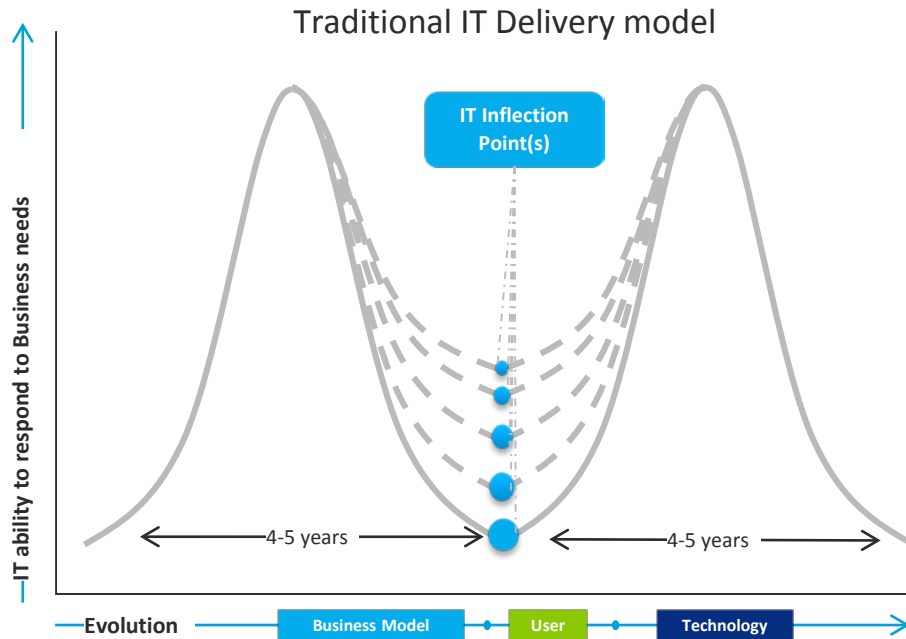 Traditional IT Delivery model
IT Inflection
Point(s)
IT ability to respond to Business needs
4-5 years
4-5 years
Evolution
Business Model
User
Technology